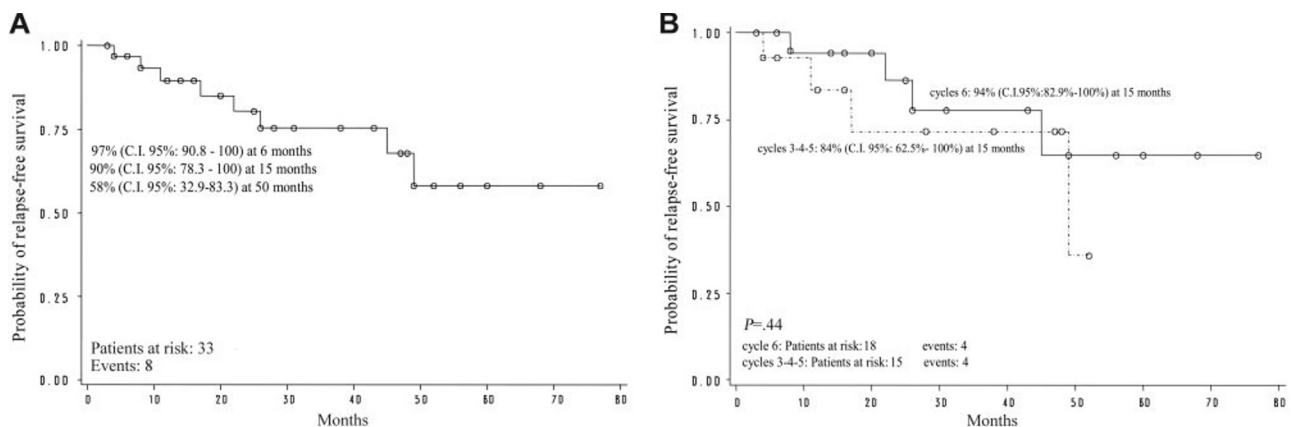 A
Probability of relapse-free survival
1.00
0.75
0.50
0.25
0.00
97% (C.I. 95%: 90.8 - 100) at 6 months
90% (C.I. 95%: 78.3 - 100) at 15 months
58% (C.I. 95%: 32.9-83.3) at 50 months
Patients at risk: 33
Events: 8
0 10 20 30 40 50 60 70 80
Months
B
Probability of relapse-free survival
1.00
0.75
0.50
0.25
0.00
cycles 6: 94% (C.I.95%:82.9%-100%) at 15 months
cycles 3-4-5: 84% (C.I. 95%: 62.5%- 100%) at 15 months
P=.44
cycle 6: Patients at risk:18 events: 4
cycles 3-4-5: Patients at risk:15 events: 4
0 10 20 30 40 50 60 70 80
Months